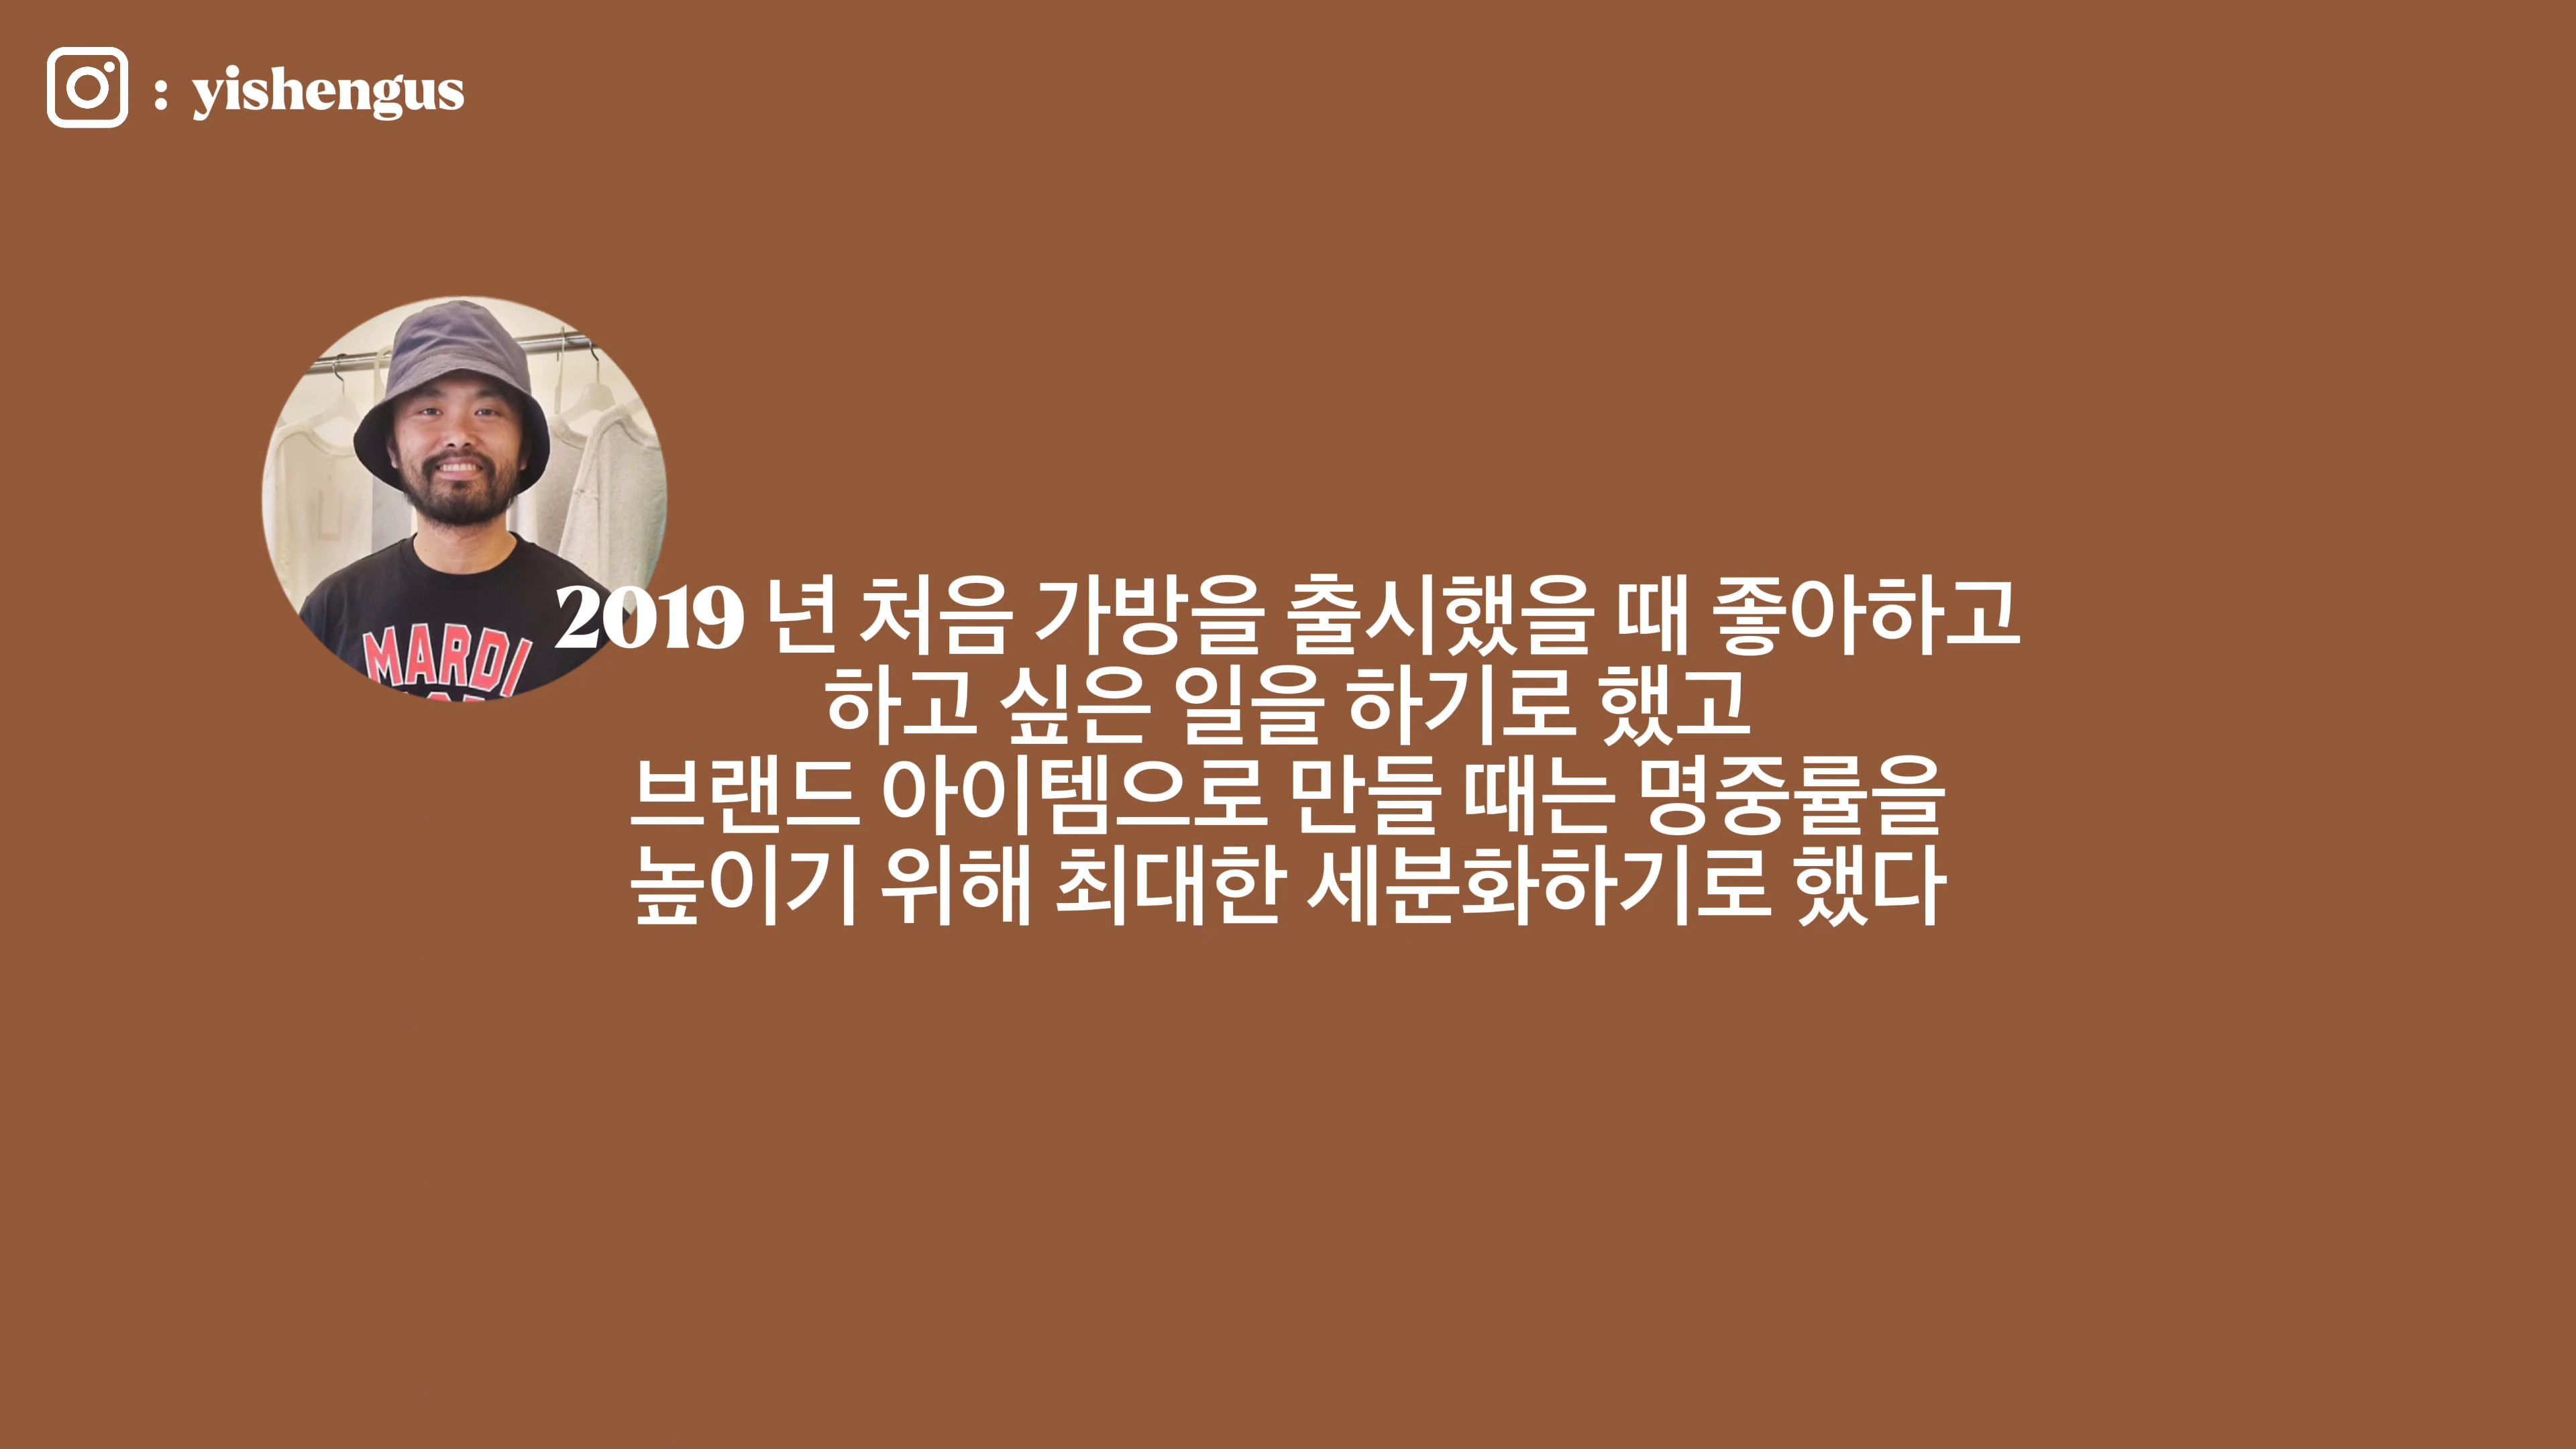 : yishengus
MARDI
2019 년 처음 가방을 출시했을 때 좋아하고
하고 싶은 일을 하기로 했고
브랜드 아이템으로 만들 때는 명중률을
높이기 위해 최대한 세분화하기로 했다